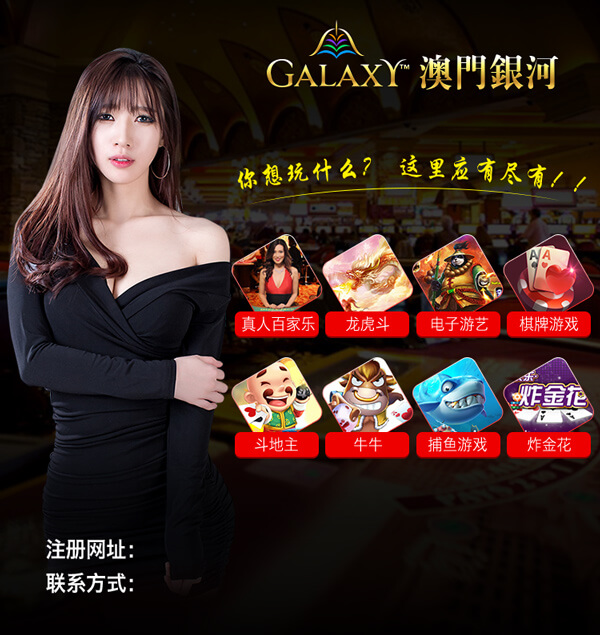 GALAXY™ 澳門銀河
你想玩什么？ 这里应有尽有！！
真人百家乐 龙虎斗 电子游艺 棋牌游戏
炸金花
斗地主 牛牛 捕鱼游戏 炸金花
注册网址：
联系方式：